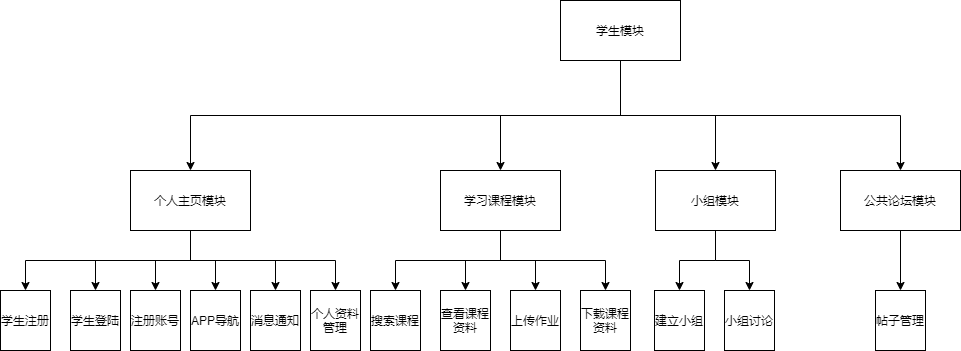 学生模块
个人主页模块
学习课程模块
小组模块
公共论坛模块
学生注册
学生登陆
注册账号
APP导航
消息通知
个人资料
管理
搜索课程
查看课程
资料
上传作业
下载课程
资料
建立小组
小组讨论
帖子管理